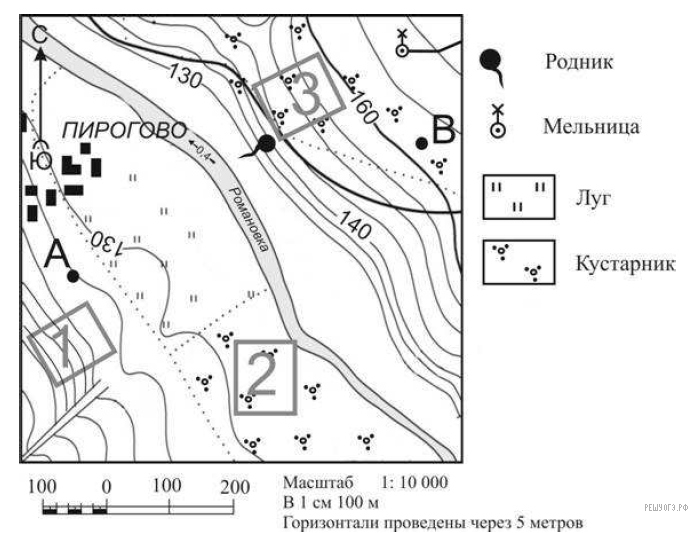 С
130
3
160
Родник
ПИРОГОВО
0,4
В
Мельница
Ю
Романовка
Луг
130
140
А
Кустарник
1
2
100 0 100 200
Масштаб 1: 10 000
В 1 см 100 м
Горизонтали проведены через 5 метров
РЕШУОГЭ.РФ